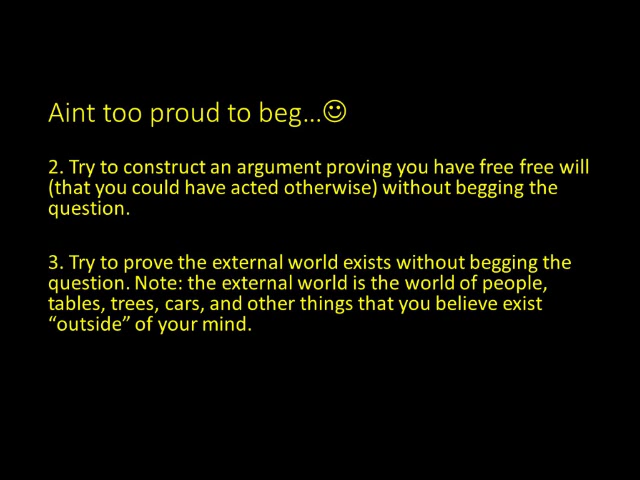 Aint too proud to beg...☺
2. Try to construct an argument proving you have free free will
(that you could have acted otherwise) without begging the
question.
3. Try to prove the external world exists without begging the
question. Note: the external world is the world of people,
tables, trees, cars, and other things that you believe exist
“outside” of your mind.